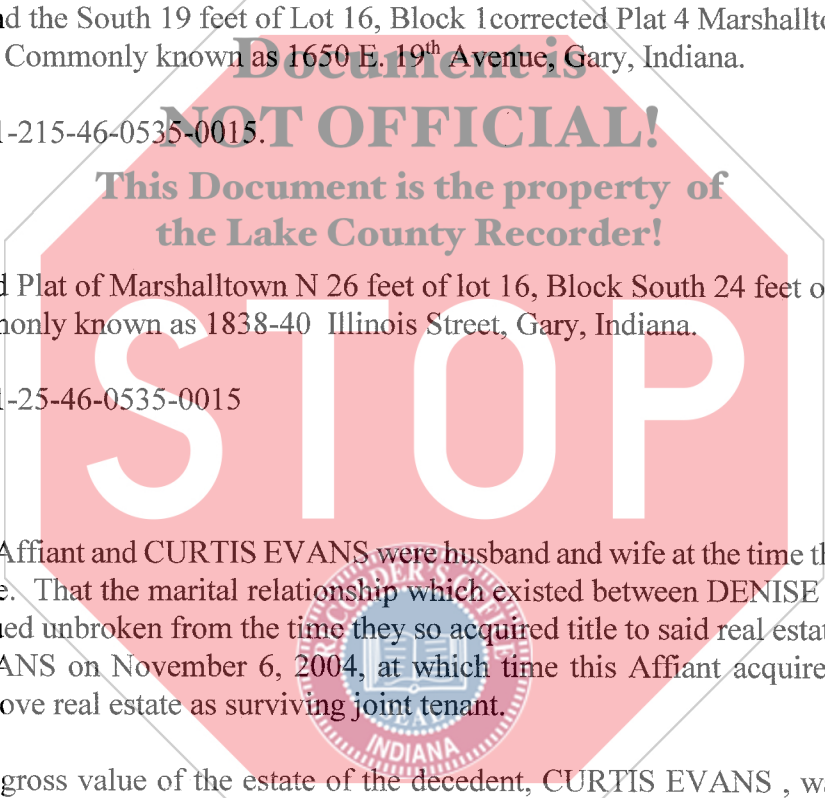 nd the South 19 feet of Lot 16, Block 1corrected Plat 4 Marshallto
Commonly known as 1650 E. 19th Avenue, Gary, Indiana.
Document is
NOT OFFICIAL!
1-215-46-0535-0015.
This Document is the property of
the Lake County Recorder!
d Plat of Marshalltown N 26 feet of lot 16, Block South 24 feet o
monly known as 1838-40 Illinois Street, Gary, Indiana.
STOP
1-25-46-0535-0015
Affiant and CURTIS EVANS were husband and wife at the time th
e. That the marital relationship which existed between DENISE
ued unbroken from the time they so acquired title to said real estat
ANS on November 6, 2004, at which time this Affiant acquire
ove real estate as surviving joint tenant.
RECORDER'S OFFICE
SEAL
INDIANA
gross value of the estate of the decedent, CURTIS EVANS , wa